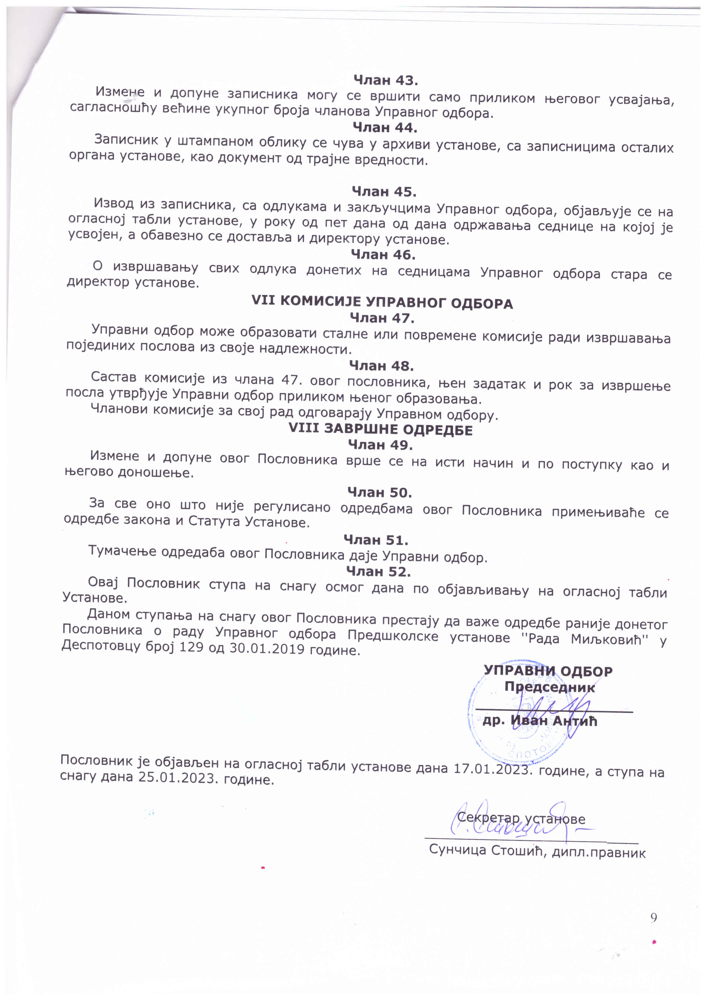 Члан 43.
Измене и допуне записника могу се вршити само приликом његовог усвајања,
сагласношћу већине укупног броја чланова Управног одбора.
Члан 44.
Записник у штампаном облику се чува у архиви установе, са записницима осталих
органа установе, као документ од трајне вредности.
Члан 45.
Извод из записника, са одлукама и закључцима Управног одбора, објављује се на
огласној табли установе, у року од пет дана од дана одржавања седнице на којој је
усвојен, а обавезно се доставља и директору установе.
Члан 46.
О извршавању свих одлука донетих на седницама Управног одбора стара се
директор установе.
VII КОМИСИЈЕ УПРАВНОГ ОДБОРА
Члан 47.
Управни одбор може образовати сталне или повремене комисије ради извршавања
појединих послова из своје надлежности.
Члан 48.
Састав комисије из члана 47. овог пословника, њен задатак и рок за извршење
посла утврђује Управни одбор приликом њеног образовања.
Чланови комисије за свој рад одговарају Управном одбору.
VIII ЗАВРШНЕ ОДРЕДБЕ
Члан 49.
Измене и допуне овог Пословника врше се на исти начин и по поступку као и
његово доношење.
Члан 50.
За све оно што није регулисано одредбама овог Пословника примењиваће се
одредбе закона и Статута Установе.
Члан 51.
Тумачење одредаба овог Пословника даје Управни одбор.
Члан 52.
Овај Пословник ступа на снагу осмог дана по објављивању на огласној табли
Установе.
Даном ступања на снагу овог Пословника престају да важе одредбе раније донетог
Пословника о раду Управног одбора Предшколске установе "Рада Миљковић" у
Деспотовцу број 129 од 30.01.2019 године.
УПРАВНИ ОДБОР
Председник
др. Иван Антић
Пословник је објављен на огласној табли установе дана 17.01.2023. године, а ступа на
снагу дана 25.01.2023. године.
Секретар установе
Сунчица Стошић, дипл.правник
9